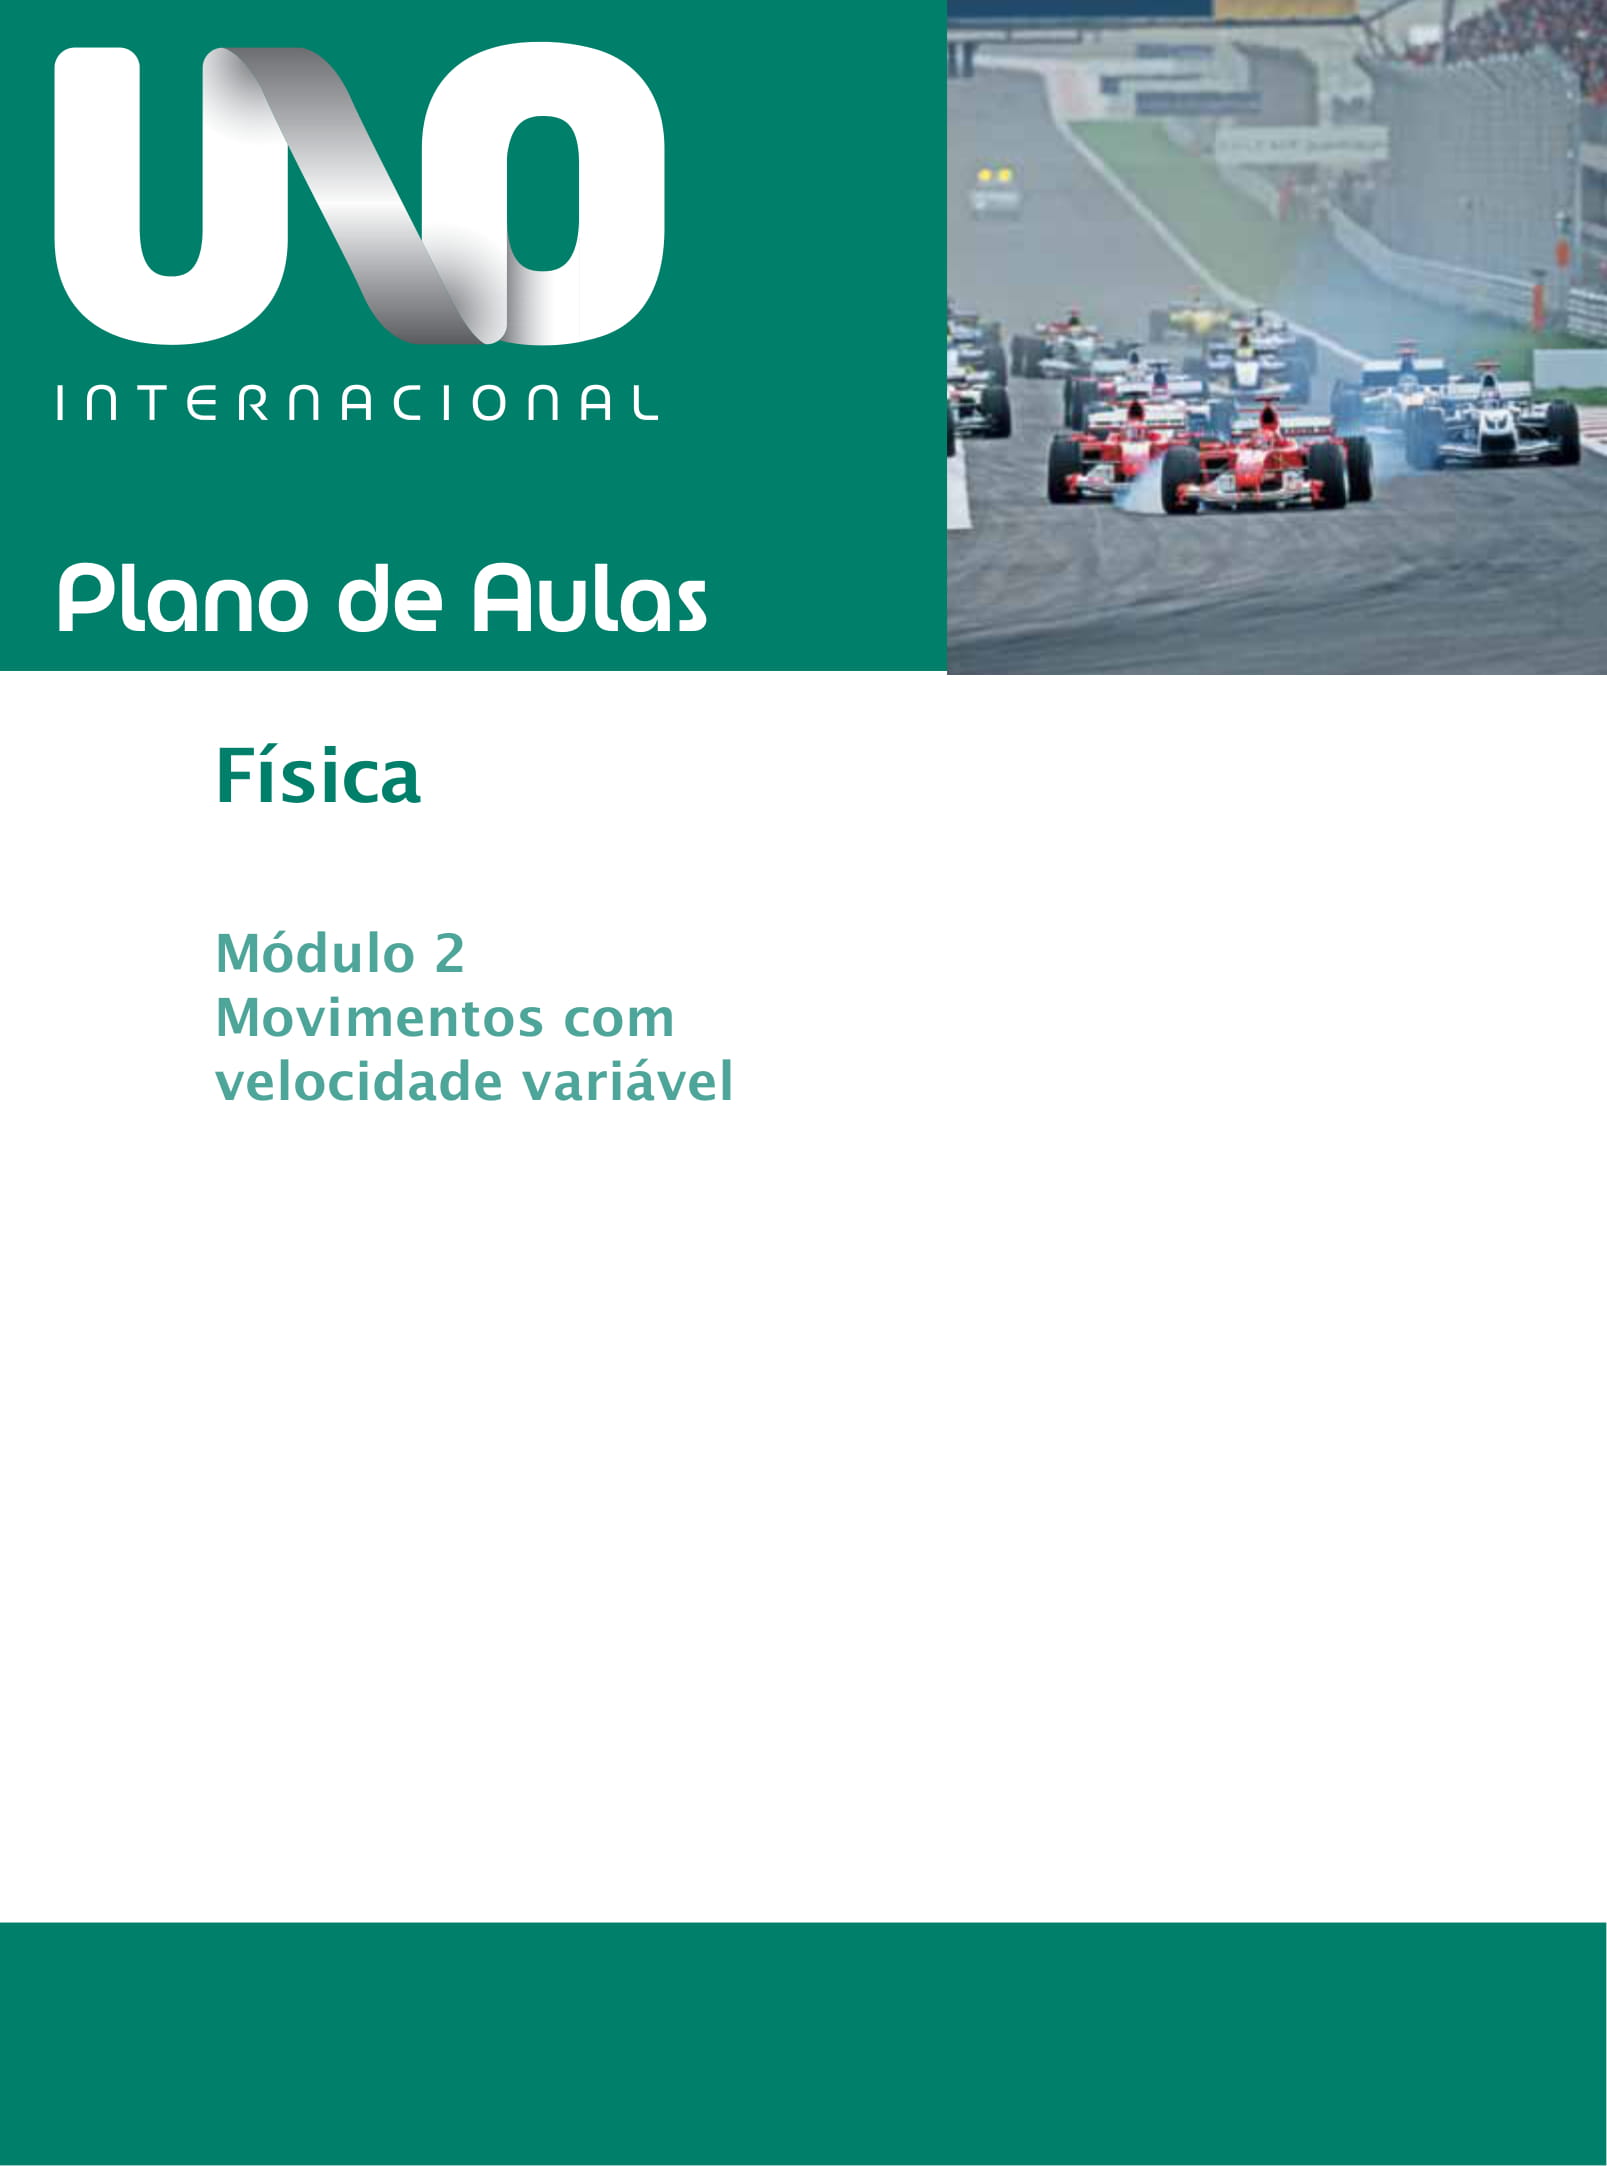 UNO
INTERNACIONAL
Plano de Aulas
Física
Módulo 2
Movimentos com
velocidade variável